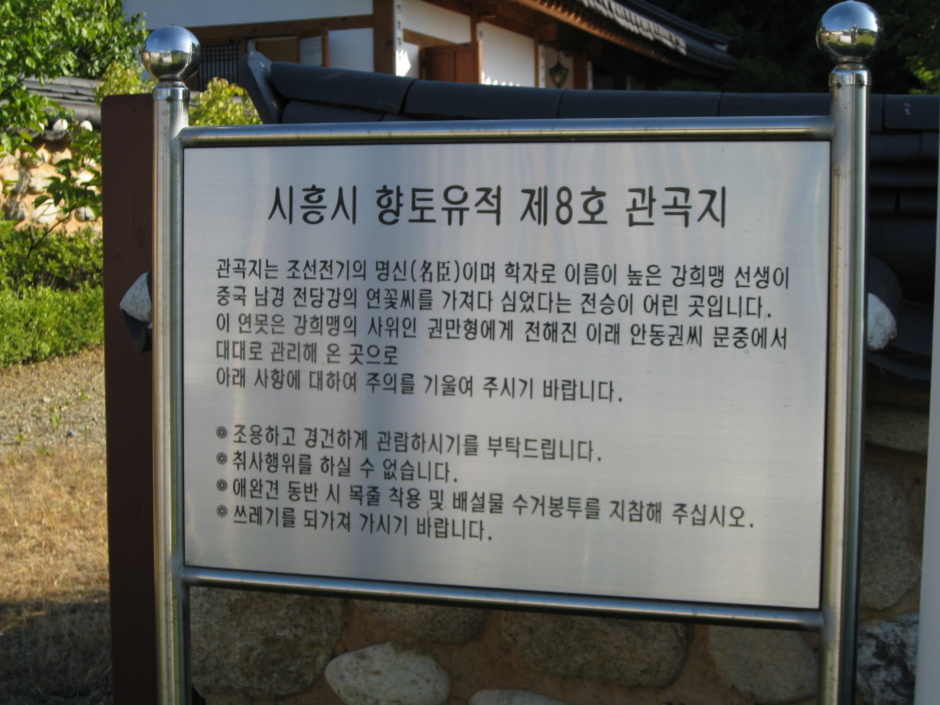 시흥시 향토유적 제8호 관곡지
관곡지는 조선전기의 명신(名臣)이며 학자로 이름이 높은 강희맹 선생이
중국 남경 전당강의 연꽃씨를 가져다 심었다는 전승이 어린 곳입니다.
이 연못은 강희맹의 사위인 권만형에게 전해진 이래 안동권씨 문중에서
대대로 관리해 온 곳으로
아래 사항에 대하여 주의를 기울여 주시기 바랍니다.
◎ 조용하고 경건하게 관람하시기를 부탁드립니다.
◎ 취사행위를 하실 수 없습니다.
◎ 애완견 동반 시 목줄 착용 및 배설물 수거봉투를 지참해 주십시오.
◎ 쓰레기를 되가져 가시기 바랍니다.